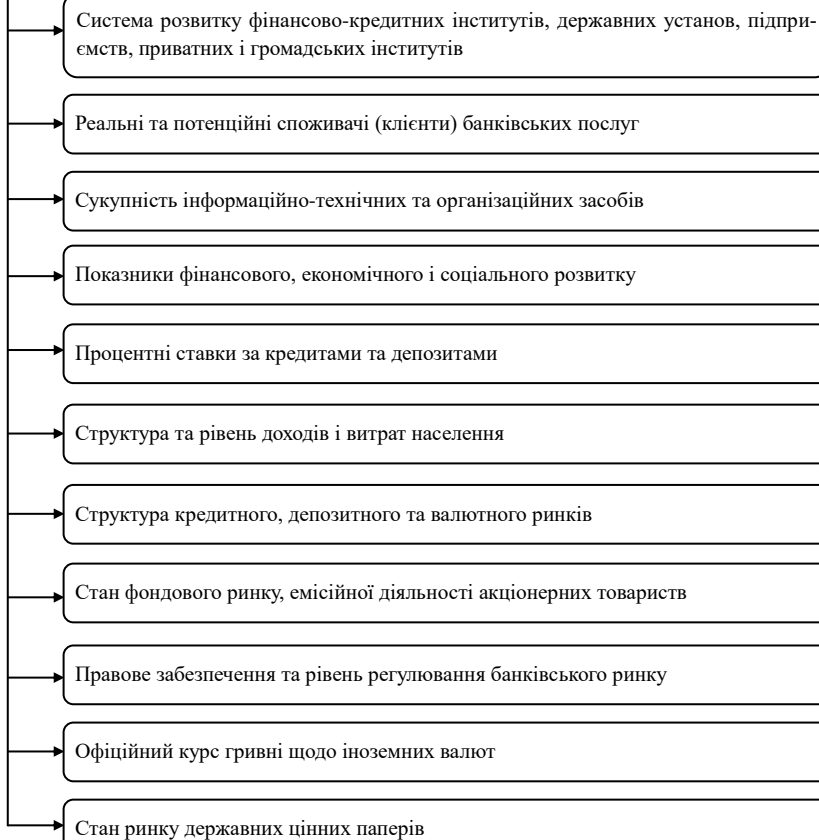 Система розвитку фінансово-кредитних інститутів, державних установ, підпри-
ємств, приватних і громадських інститутів
Реальні та потенційні споживачі (клієнти) банківських послуг
Сукупність інформаційно-технічних та організаційних засобів
Показники фінансового, економічного і соціального розвитку
Процентні ставки за кредитами та депозитами
Структура та рівень доходів і витрат населення
Структура кредитного, депозитного та валютного ринків
Стан фондового ринку, емісійної діяльності акціонерних товариств
Правове забезпечення та рівень регулювання банківського ринку
Офіційний курс гривні щодо іноземних валют
Стан ринку державних цінних паперів